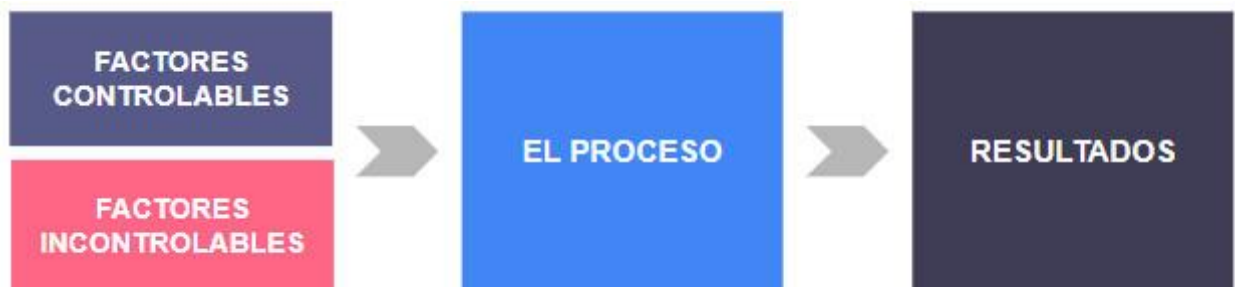 FACTORES
CONTROLABLES
FACTORES
INCONTROLABLES
EL PROCESO
RESULTADOS